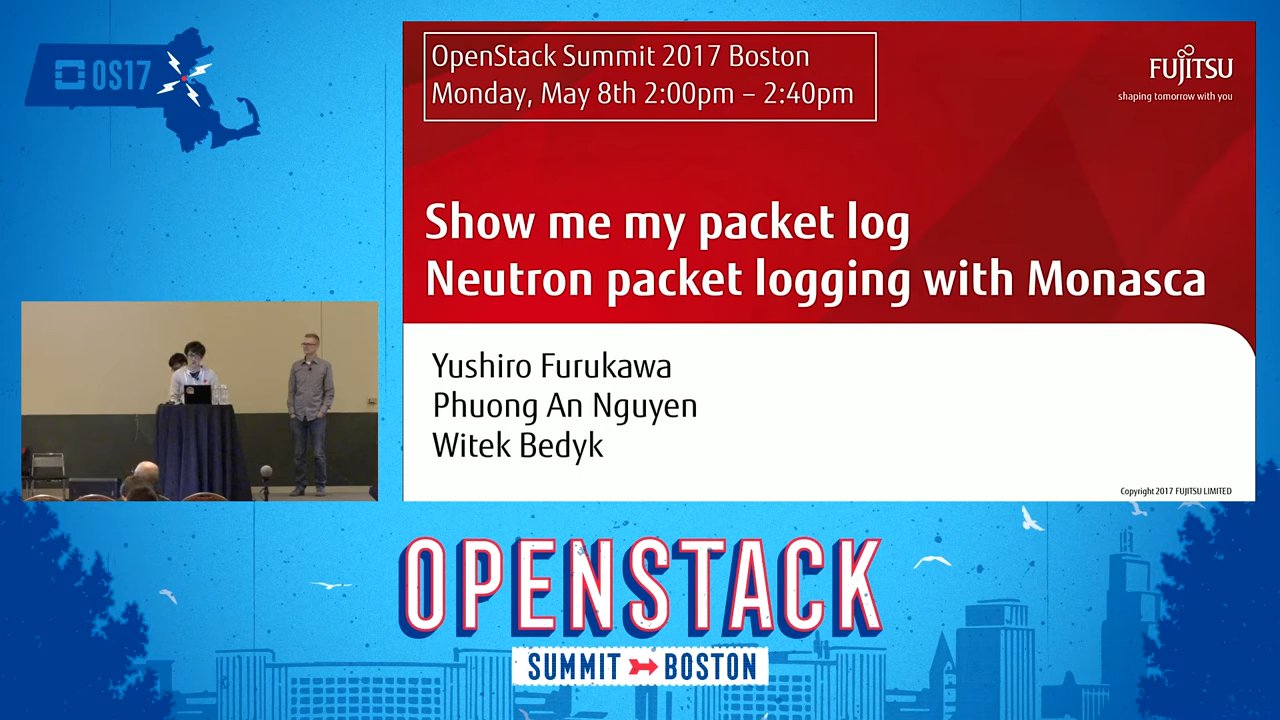 OS17
OpenStack Summit 2017 Boston
Monday, May 8th 2:00pm – 2:40pm
FUJITSU
shaping tomorrow with you
Show me my packet log
Neutron packet logging with Monasca
Yushiro Furukawa
Phuong An Nguyen
Witek Bedyk
Copyright 2017 FUJITSU LIMITED
OPENSTACK
SUMMIT BOSTON